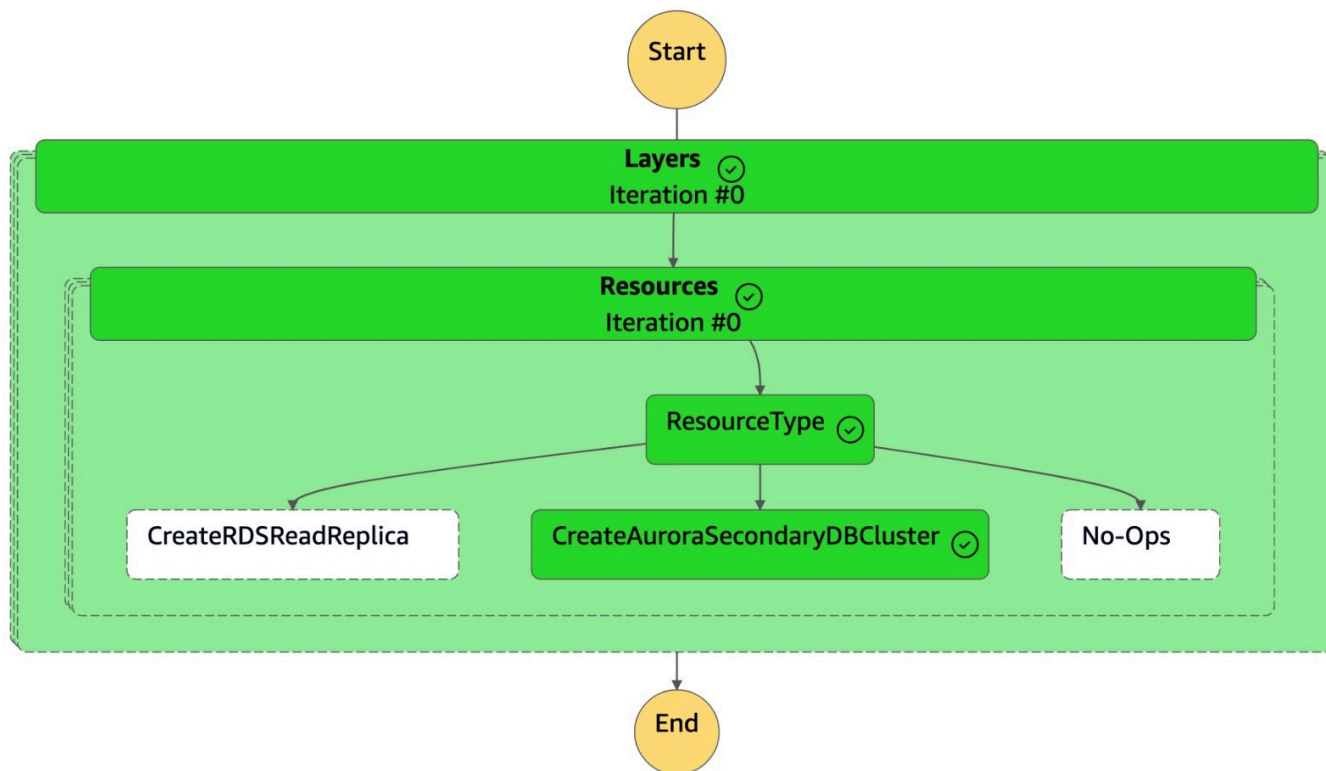 Start
Layers
Iteration #0
Resources
Iteration #0
ResourceType
CreateRDSReadReplica
CreateAuroraSecondaryDBCluster
No-Ops
End